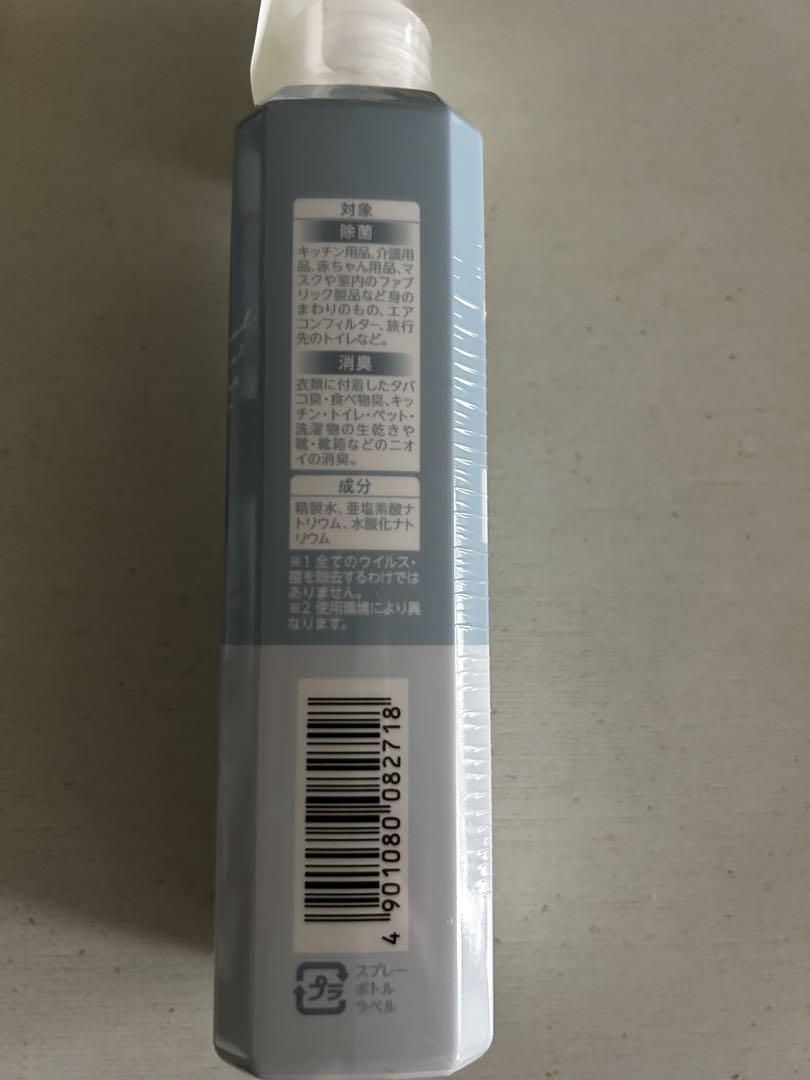 対象
除菌
キッチン用品、介護用
品、赤ちゃん用品、マ
スクや室内のファブ
リック製品など身の
まわりのもの、エア
コンフィルター、旅行
先のトイレなど。
消臭
衣類に付着したタバ
コ臭・食べ物臭、キッ
チン・トイレ・ペット・
洗濯物の生乾きや
靴・靴箱などのニオ
イの消臭。
成分
精製水、亜塩素酸ナ
トリウム、水酸化ナト
リウム
※1 全てのウイルス・
菌を除去するわけでは
ありません。
※2 使用環境により異
なります。
4 901080 082718
プラ
スプレー
ボトル
ラベル